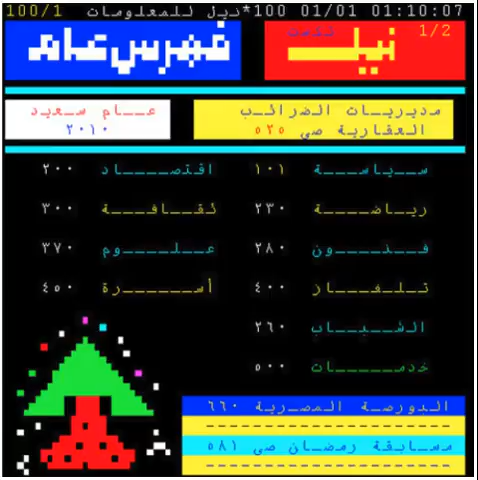 100/1 نيل للمعلومات*100 01/01 01:10:07
نيل تكست 1/2
فهرس عام
مديريات الضرائب
العقارية ص ٥٢٥
عام سعيد
٢٠١٠
سياسة ١٠١
اقتصاد ٢٠٠
رياضة ٢٣٠
ثقافة ٣٠٠
فنون ٢٨٠
علوم ٣٧٠
تلفاز ٤٠٠
أسرة ٤٥٠
الشباب ٢٦٠
خدمات ٥٠٠
البورصة المصرية ٦٦٠
مسابقة رمضان ص ٥٨١